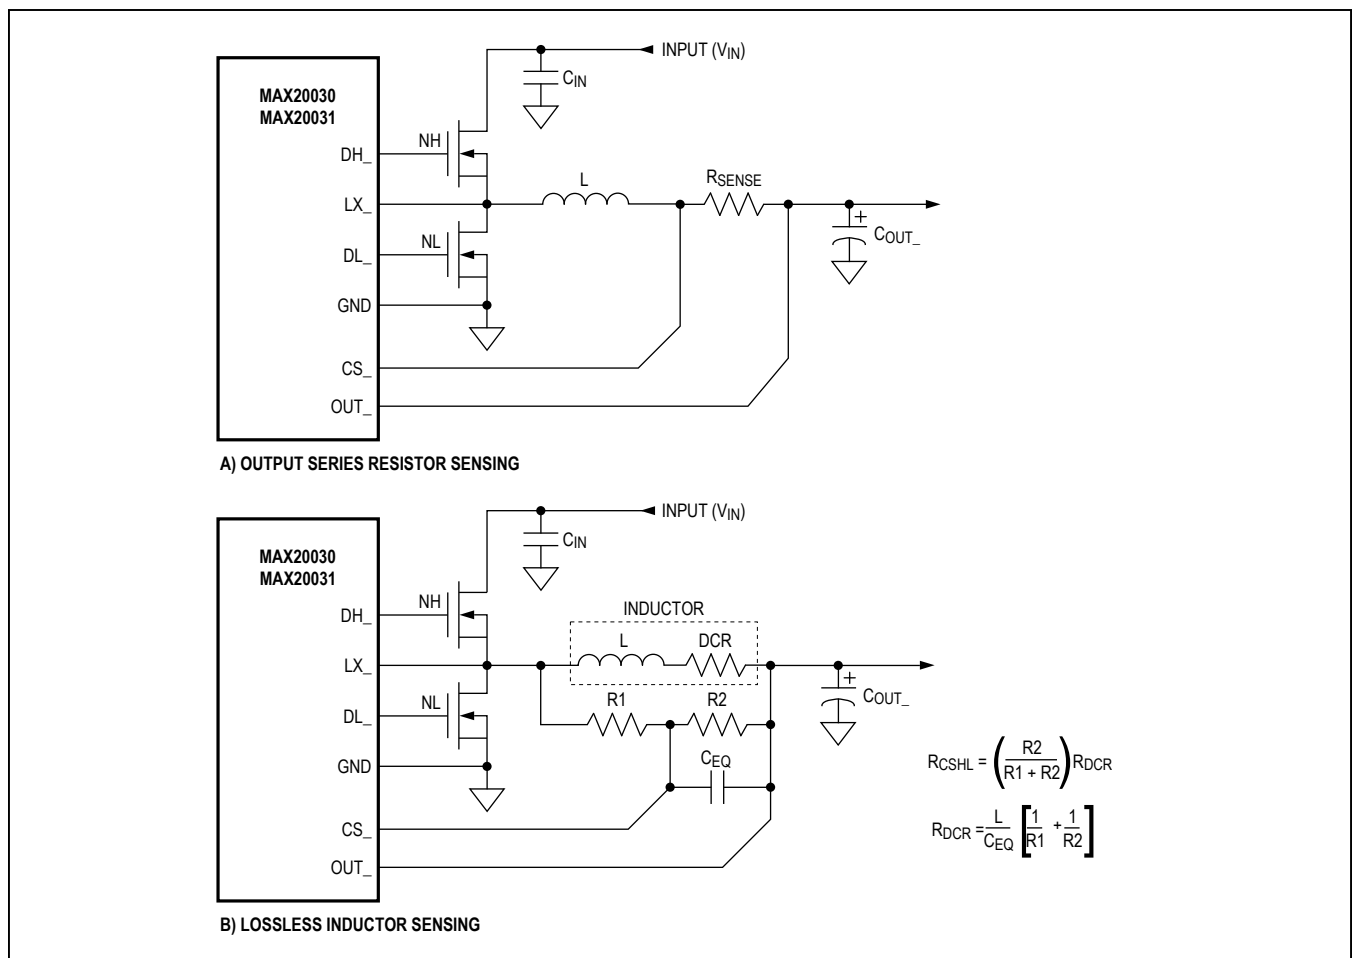 INPUT (VIN)
CIN
MAX20030
MAX20031
NH
DH_
L
RSENSE
LX_
+
COUT_
NL
DL_
GND
CS_
OUT_
A) OUTPUT SERIES RESISTOR SENSING
INPUT (VIN)
CIN
MAX20030
MAX20031
NH
DH_
INDUCTOR
L
DCR
LX_
+
COUT_
R1
R2
NL
DL_
CEQ
GND
CS_
OUT_
RCSHL = (R2 / (R1 + R2)) RDCR
RDCR = L / CEQ [1 / R1 + 1 / R2]
B) LOSSLESS INDUCTOR SENSING